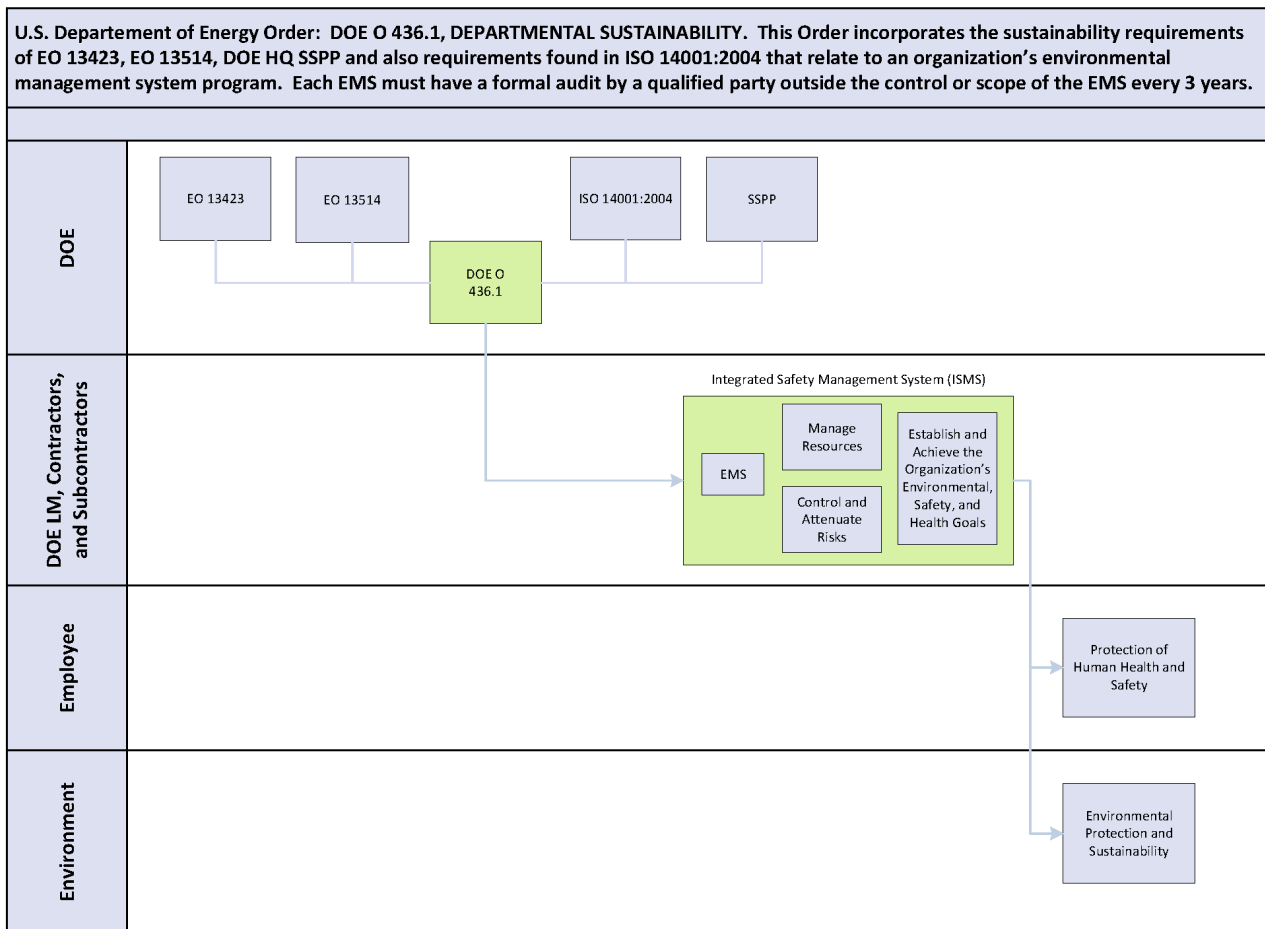 U.S. Departement of Energy Order:  DOE O 436.1, DEPARTMENTAL SUSTAINABILITY.  This Order incorporates the sustainability requirements
of EO 13423, EO 13514, DOE HQ SSPP and also requirements found in ISO 14001:2004 that relate to an organization's environmental
management system program.  Each EMS must have a formal audit by a qualified party outside the control or scope of the EMS every 3 years.
DOE
EO 13423
EO 13514
ISO 14001:2004
SSPP
DOE O
436.1
DOE LM, Contractors,
and Subcontractors
Integrated Safety Management System (ISMS)
EMS
Manage
Resources
Control and
Attenuate
Risks
Establish and
Achieve the
Organization's
Environmental,
Safety, and
Health Goals
Employee
Protection of
Human Health and
Safety
Environment
Environmental
Protection and
Sustainability